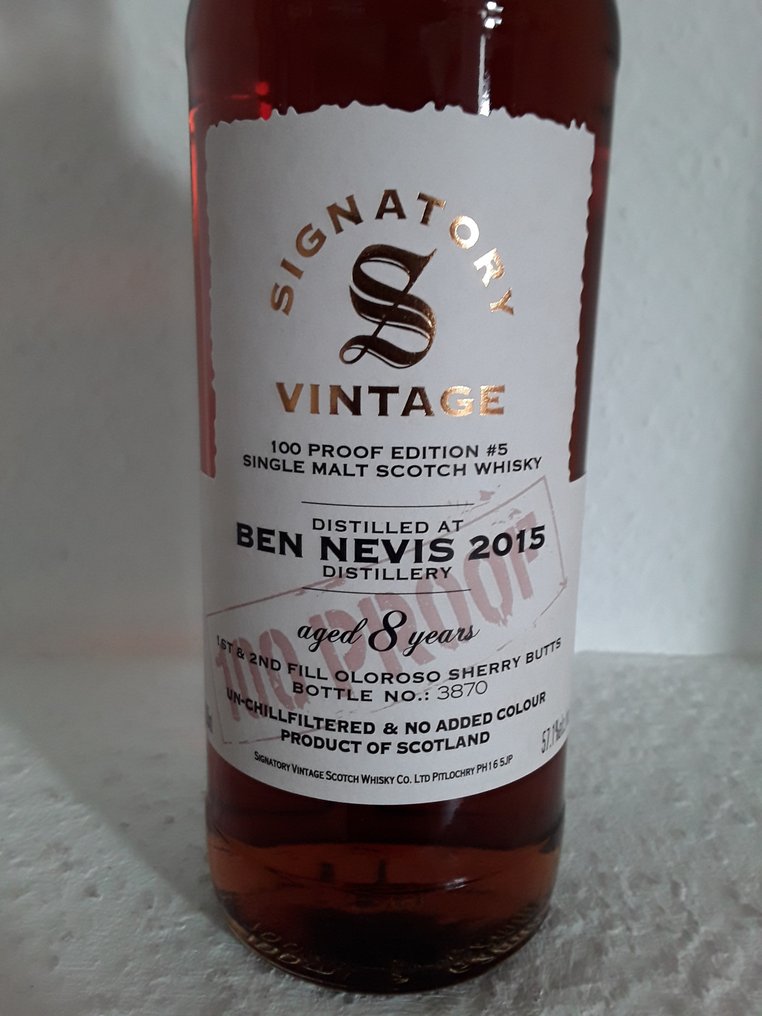 SIGNATORY
S
VINTAGE
100 PROOF EDITION #5
SINGLE MALT SCOTCH WHISKY
DISTILLED AT
BEN NEVIS 2015
DISTILLERY
100 PROOF
aged 8 years
1ST & 2ND FILL OLOROSO SHERRY BUTTS
BOTTLE NO.: 3870
UN-CHILLFILTERED & NO ADDED COLOUR
PRODUCT OF SCOTLAND
57.1%
SIGNATORY VINTAGE SCOTCH WHISKY CO. LTD PITLOCHRY PH16 5JP